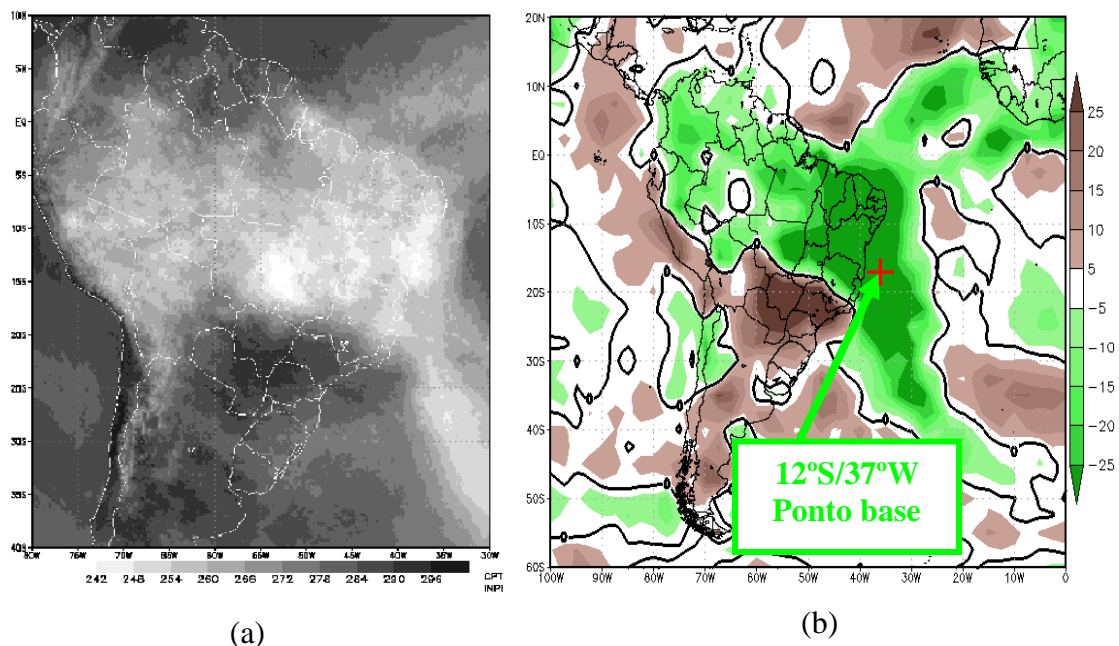 10N
5N
EQ
5S
10S
15S
20S
25S
30S
35S
40S
80W 75W 70W 65W 60W 55W 50W 45W 40W 35W 30W
242 248 254 260 266 272 278 284 290 296
CPT
INPI
(a)
20N
10N
EQ
10S
20S
30S
40S
50S
60S
100W 90W 80W 70W 60W 50W 40W 30W 20W 10W 0
25
20
15
10
5
-5
-10
-15
-20
-25
12ºS/37ºW
Ponto base
(b)